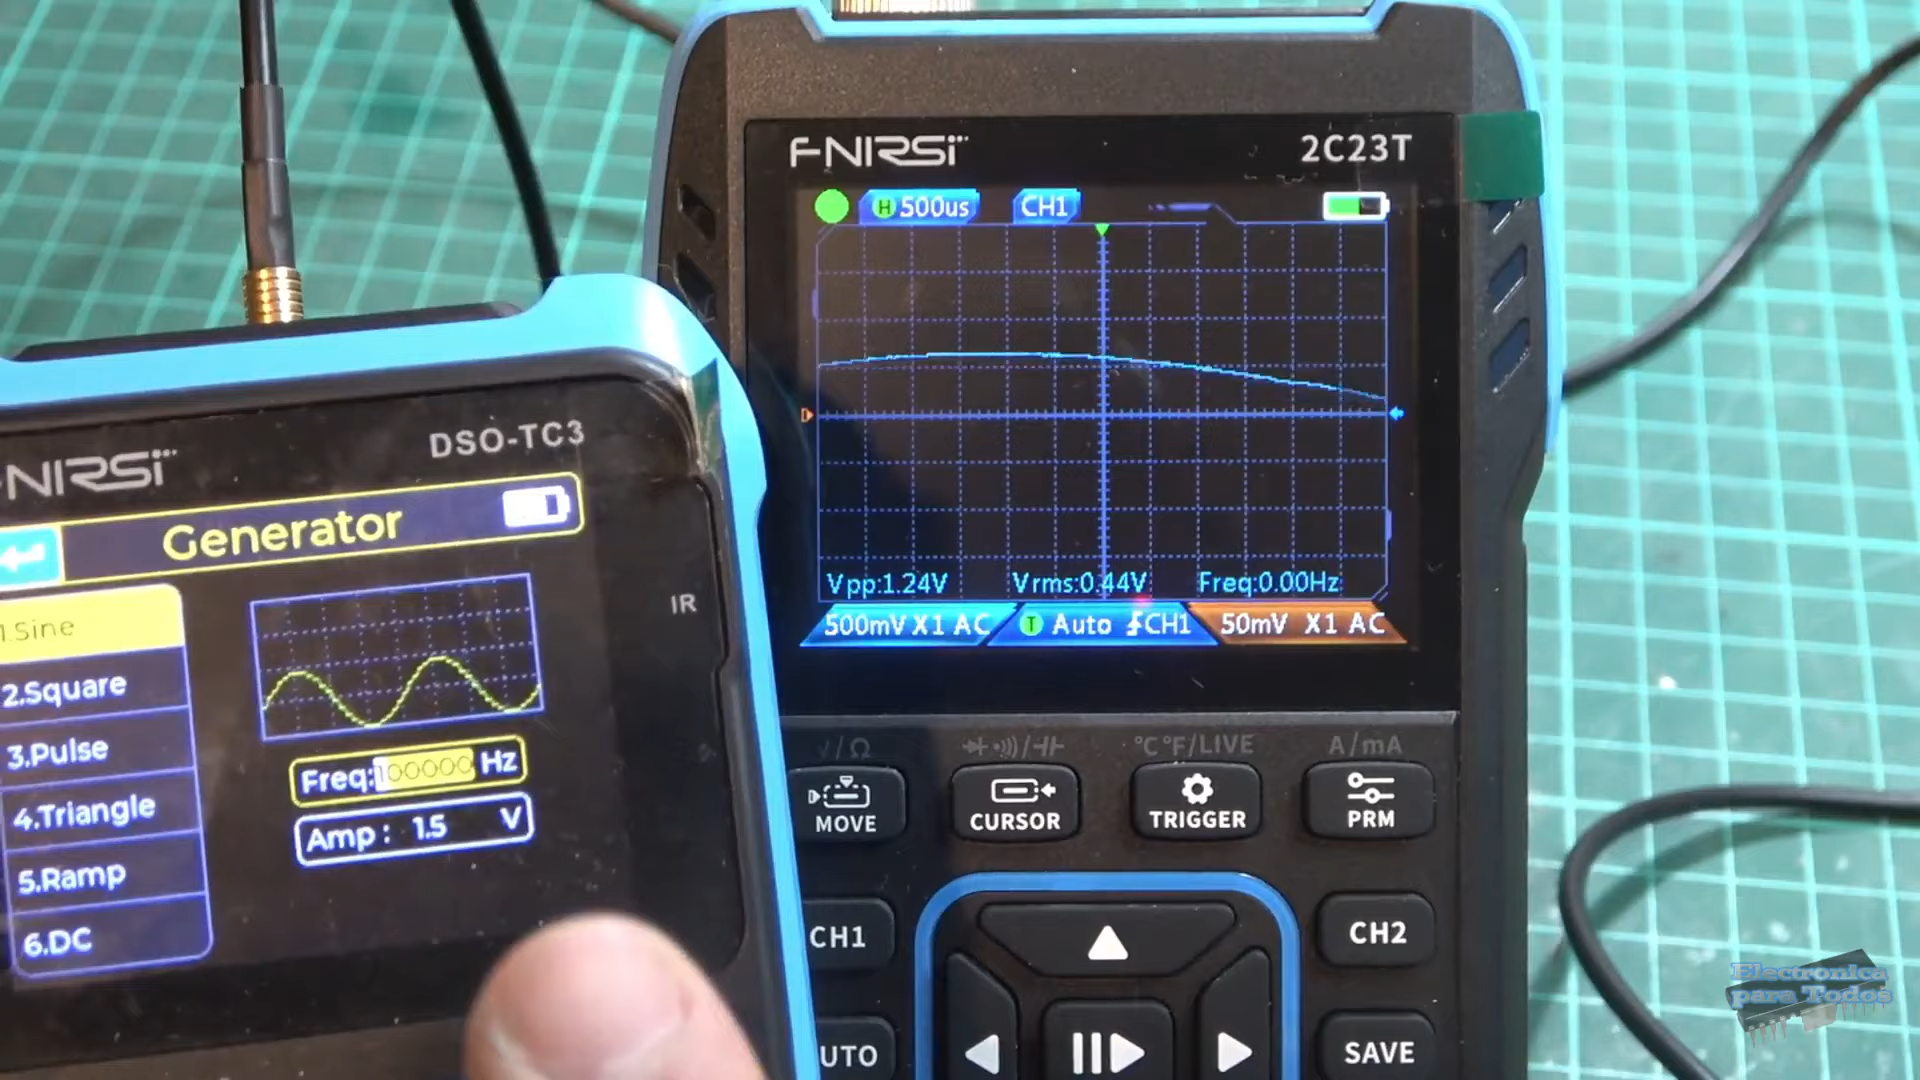 FNIRSI 2C23T
H 500us CH1
Vpp:1.24V Vrms:0.44V Freq:0.00Hz
500mV X1 AC T Auto CH1 50mV X1 AC
V/Ω °C°F/LIVE A/mA
MOVE CURSOR TRIGGER PRM
CH1 CH2
UTO SAVE
FNIRSI DSO-TC3
Generator
IR
1.Sine
2.Square
3.Pulse
4.Triangle
5.Ramp
6.DC
Freq:100000 Hz
Amp: 1.5 V
Electronica
para Todos